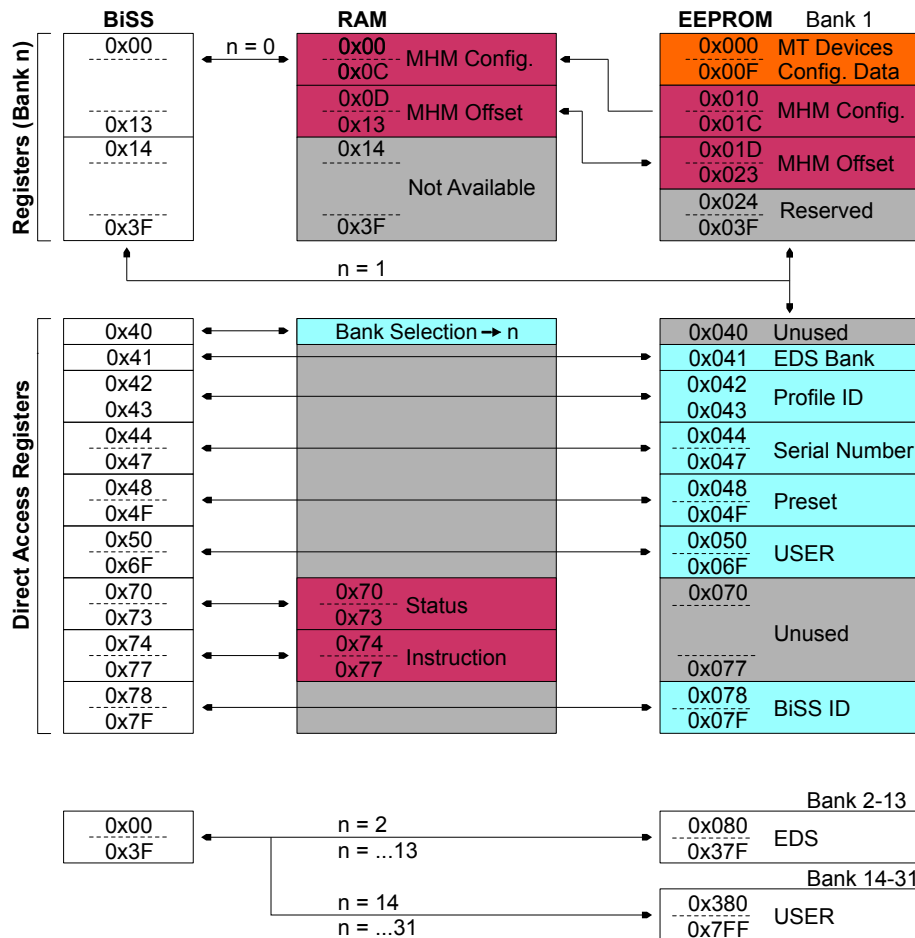 BiSS RAM EEPROM Bank 1
Registers (Bank n)
0x00 n = 0 0x00 MHM Config. 0x000 MT Devices
0x0C 0x00F Config. Data
0x0D MHM Offset 0x010 MHM Config.
0x13 0x13 0x01C
0x14 0x14 0x01D MHM Offset
Not Available 0x023
0x024 Reserved
0x3F 0x3F 0x03F
n = 1
Direct Access Registers
0x40 Bank Selection → n 0x040 Unused
0x41 0x041 EDS Bank
0x42 0x042 Profile ID
0x43 0x043
0x44 0x044 Serial Number
0x47 0x047
0x48 0x048 Preset
0x4F 0x04F
0x50 0x050 USER
0x6F 0x06F
0x70 0x70 Status 0x070
0x73 0x73
0x74 0x74 Instruction Unused
0x77 0x77 0x077
0x78 0x078 BiSS ID
0x7F 0x07F
Bank 2-13
0x00 n = 2 0x080 EDS
0x3F n = ...13 0x37F
Bank 14-31
n = 14 0x380 USER
n = ...31 0x7FF